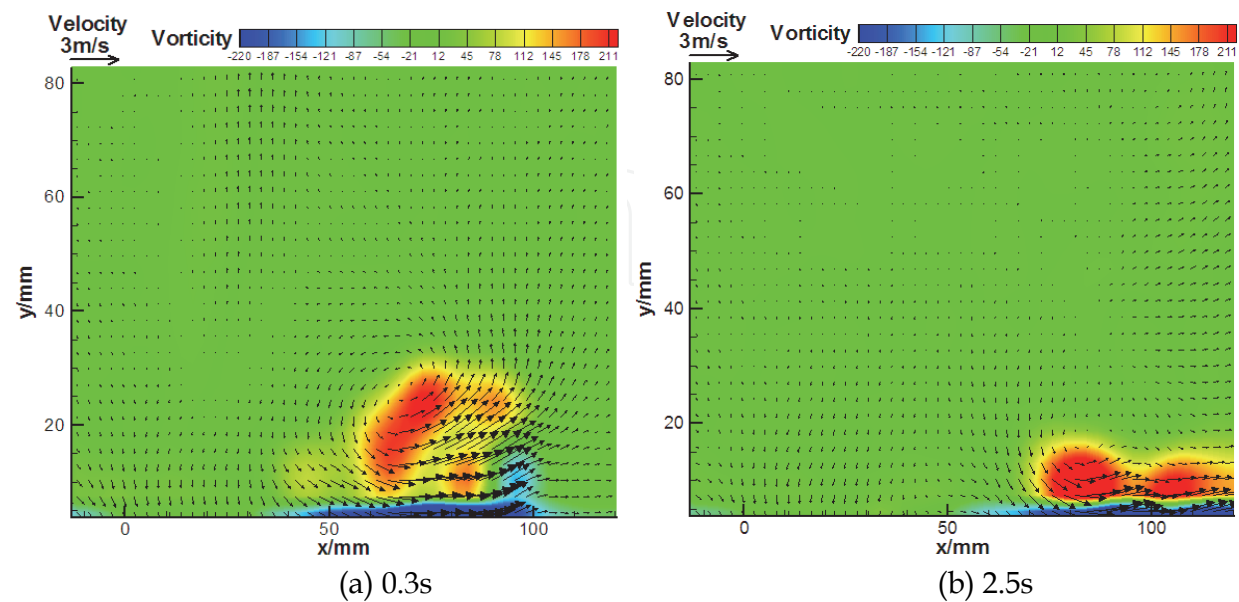 Velocity
3m/s
Vorticity
-220 -187 -154 -121 -87 -54 -21 12 45 78 112 145 178 211
80
60
40
20
y/mm
0 50 100
x/mm
(a) 0.3s
Velocity
3m/s
Vorticity
-220 -187 -154 -121 -87 -54 -21 12 45 78 112 145 178 211
80
60
40
20
y/mm
0 50 100
x/mm
(b) 2.5s